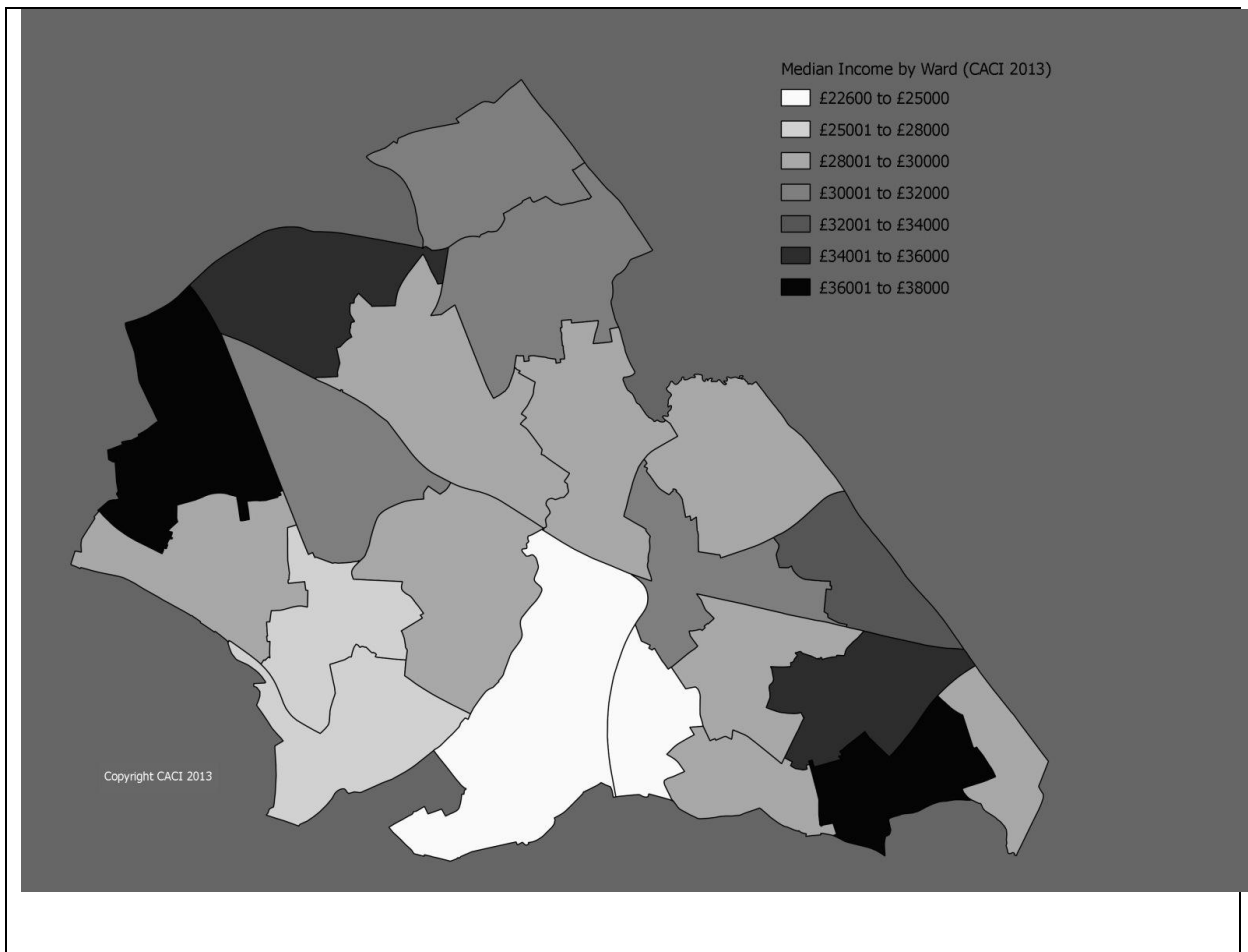 Median Income by Ward (CACI 2013)
£22600 to £25000
£25001 to £28000
£28001 to £30000
£30001 to £32000
£32001 to £34000
£34001 to £36000
£36001 to £38000
Copyright CACI 2013